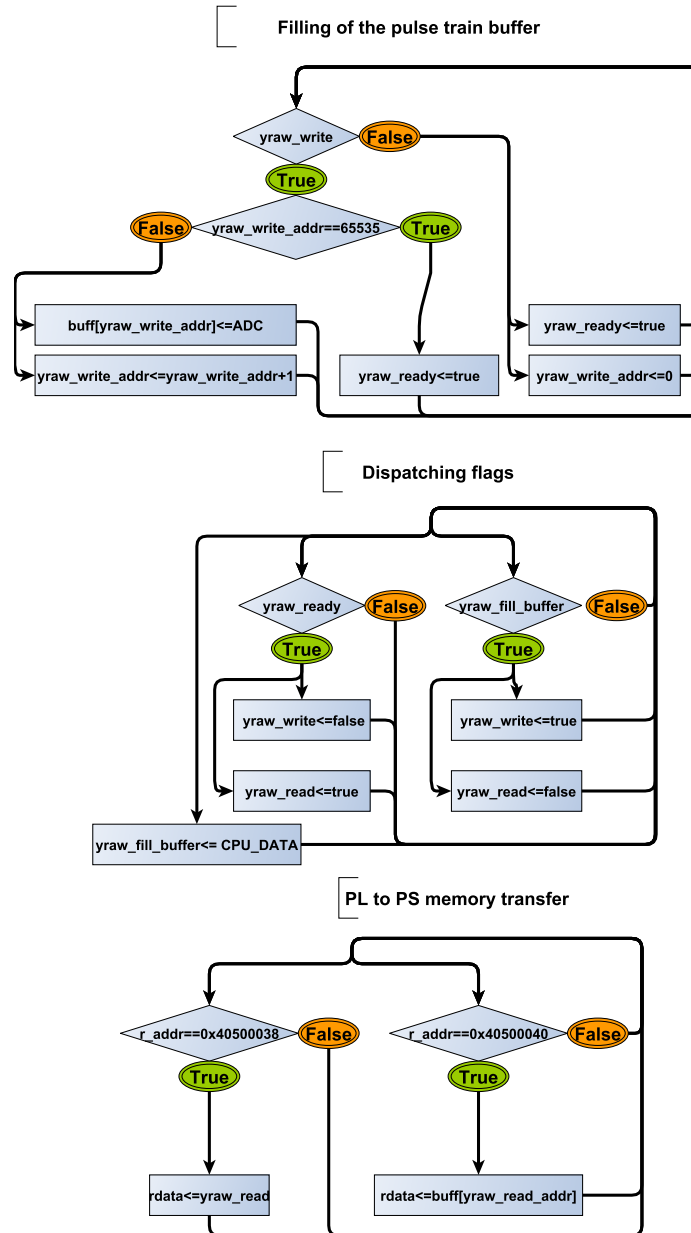 Filling of the pulse train buffer
yraw_write
False
True
False
yraw_write_addr==65535
True
buff[yraw_write_addr]<=ADC
yraw_ready<=true
yraw_write_addr<=yraw_write_addr+1
yraw_ready<=true
yraw_write_addr<=0
Dispatching flags
yraw_ready
False
yraw_fill_buffer
False
True
True
yraw_write<=false
yraw_write<=true
yraw_read<=true
yraw_read<=false
yraw_fill_buffer<= CPU_DATA
PL to PS memory transfer
r_addr==0x40500038
False
r_addr==0x40500040
False
True
True
rdata<=yraw_read
rdata<=buff[yraw_read_addr]